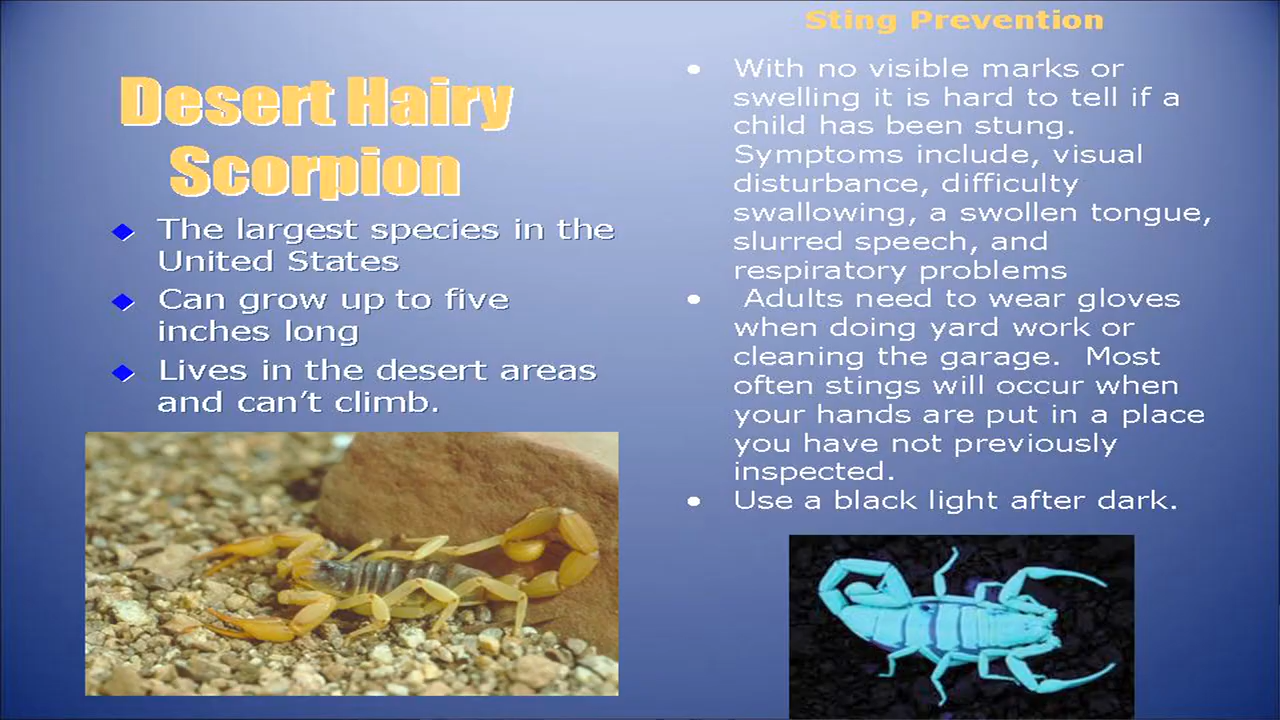 Desert Hairy
Scorpion
The largest species in the
United States
Can grow up to five
inches long
Lives in the desert areas
and can't climb.
Sting Prevention
With no visible marks or
swelling it is hard to tell if a
child has been stung.
Symptoms include, visual
disturbance, difficulty
swallowing, a swollen tongue,
slurred speech, and
respiratory problems
Adults need to wear gloves
when doing yard work or
cleaning the garage.  Most
often stings will occur when
your hands are put in a place
you have not previously
inspected.
Use a black light after dark.